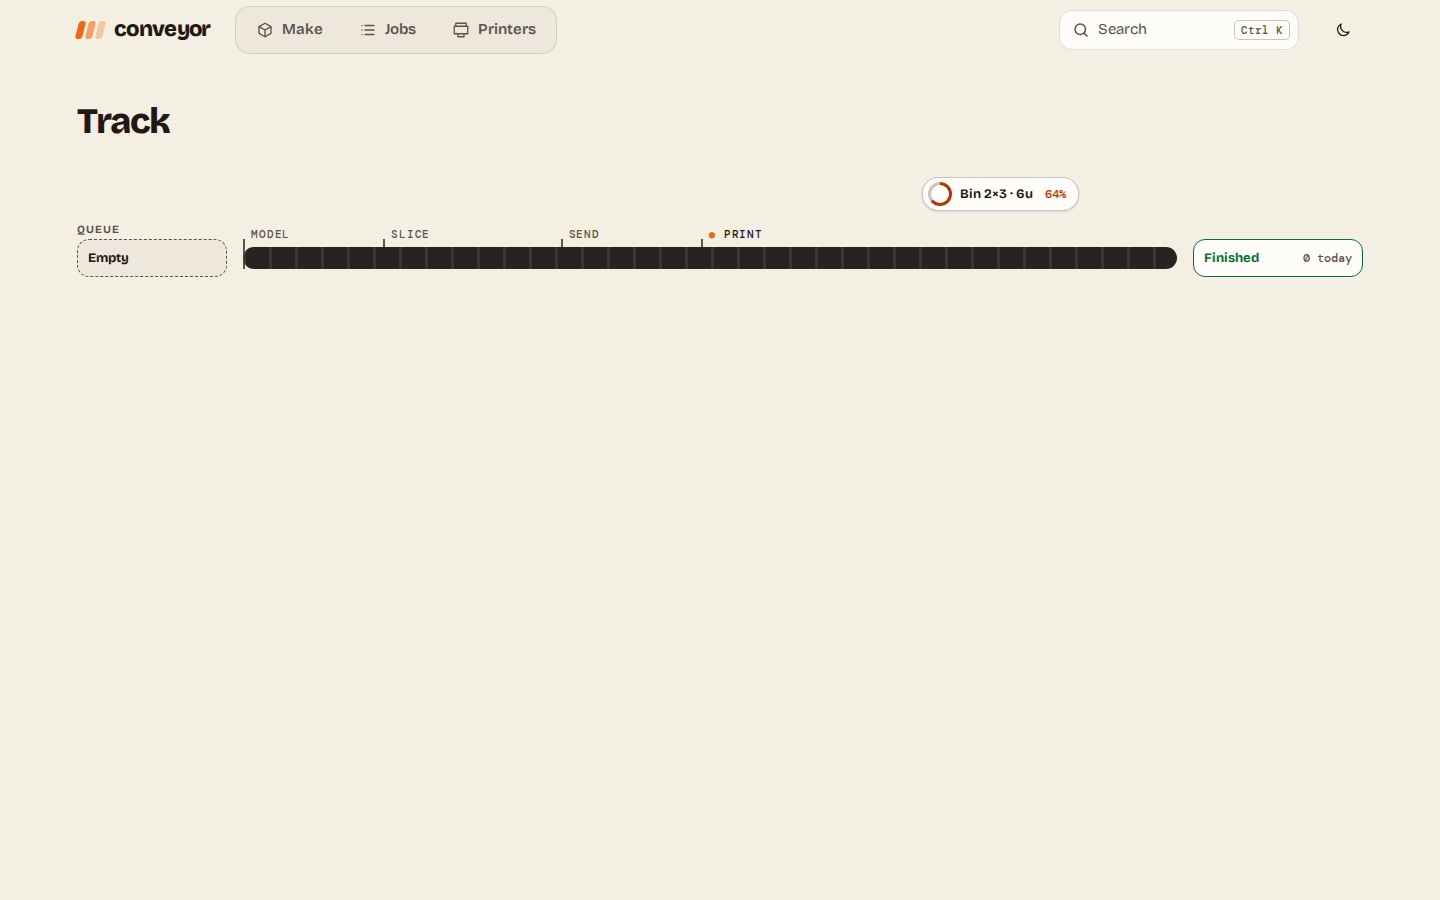 conveyor
Make
Jobs
Printers
Search
Ctrl K
Track
Bin 2×3 · 6u 64%
QUEUE
MODEL
SLICE
SEND
PRINT
Empty
Finished
0 today